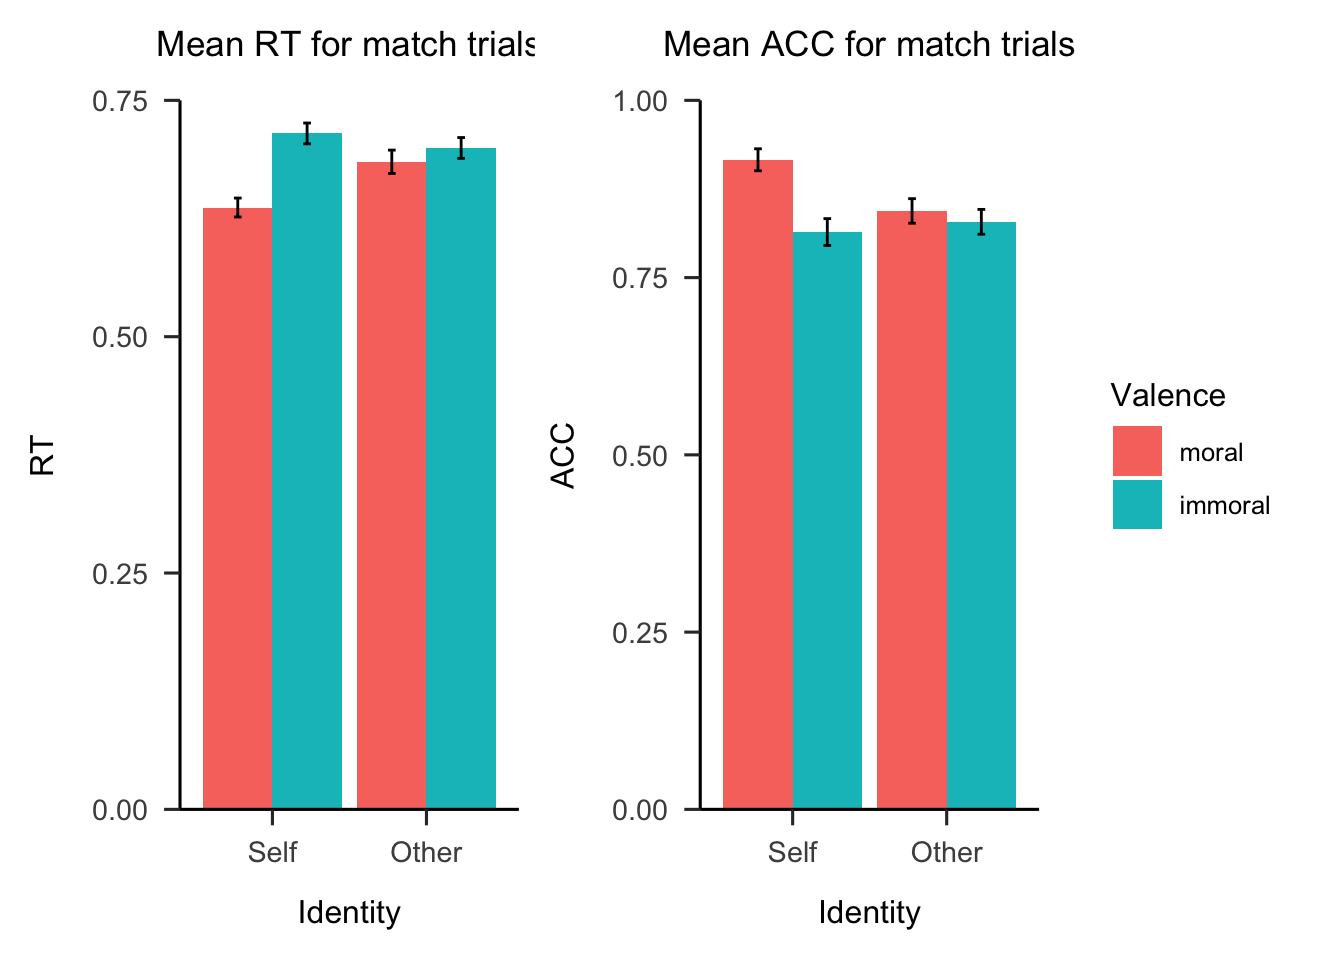 Mean RT for match trials
RT
0.75
0.50
0.25
0.00
Self Other
Identity
Mean ACC for match trials
ACC
1.00
0.75
0.50
0.25
0.00
Self Other
Identity
Valence
moral
immoral